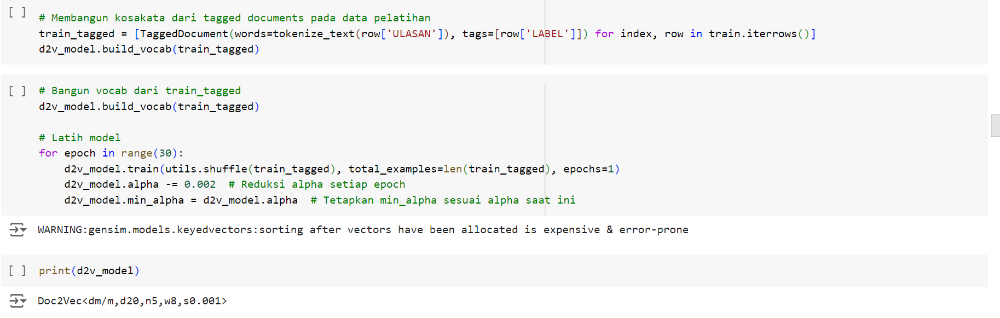 [ ] # Membangun kosakata dari tagged documents pada data pelatihan
train_tagged = [TaggedDocument(words=tokenize_text(row['ULASAN']), tags=[row['LABEL']]) for index, row in train.iterrows()]
d2v_model.build_vocab(train_tagged)
[ ] # Bangun vocab dari train_tagged
d2v_model.build_vocab(train_tagged)
# Latih model
for epoch in range(30):
    d2v_model.train(utils.shuffle(train_tagged), total_examples=len(train_tagged), epochs=1)
    d2v_model.alpha -= 0.002  # Reduksi alpha setiap epoch
    d2v_model.min_alpha = d2v_model.alpha  # Tetapkan min_alpha sesuai alpha saat ini
WARNING:gensim.models.keyedvectors:sorting after vectors have been allocated is expensive & error-prone
[ ] print(d2v_model)
Doc2Vec<dm/m,d20,n5,w8,s0.001>